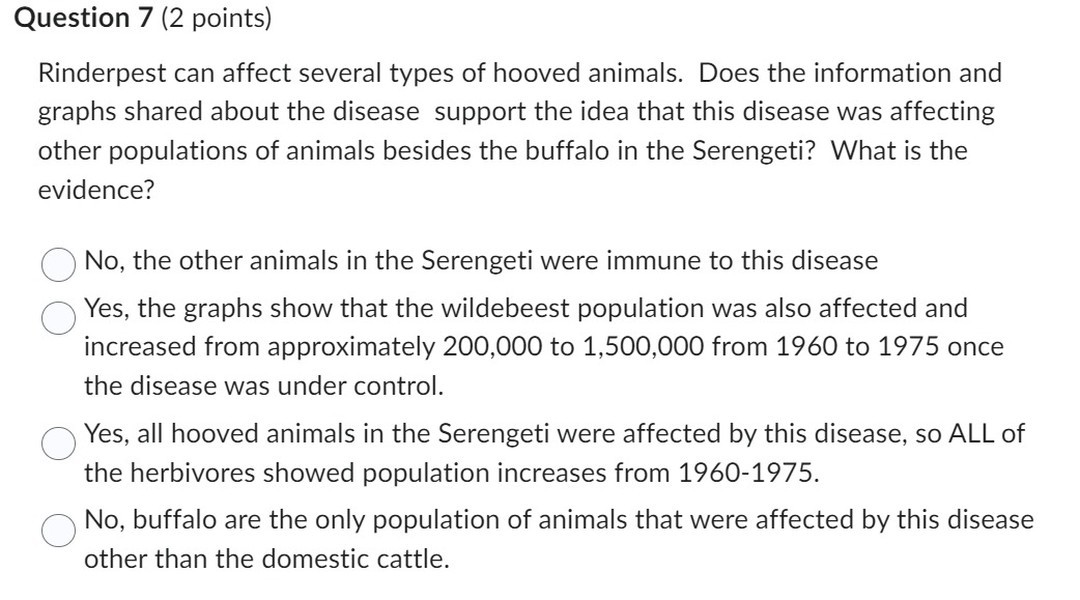 Question 7 (2 points)
Rinderpest can affect several types of hooved animals.  Does the information and
graphs shared about the disease  support the idea that this disease was affecting
other populations of animals besides the buffalo in the Serengeti?  What is the
evidence?
No, the other animals in the Serengeti were immune to this disease
Yes, the graphs show that the wildebeest population was also affected and
increased from approximately 200,000 to 1,500,000 from 1960 to 1975 once
the disease was under control.
Yes, all hooved animals in the Serengeti were affected by this disease, so ALL of
the herbivores showed population increases from 1960-1975.
No, buffalo are the only population of animals that were affected by this disease
other than the domestic cattle.